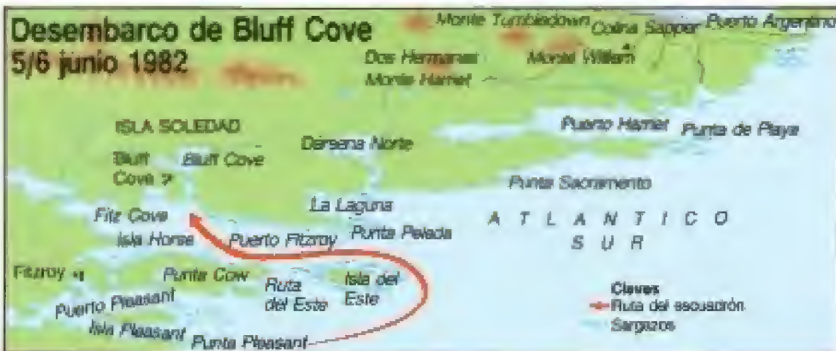 Desembarco de Bluff Cove
5/6 junio 1982
Monte Tumbledown
Colina Sapper
Puerto Argentino
Dos Hermanas
Monte William
Monte Harriet
ISLA SOLEDAD
Puerto Harriet
Punta de Playa
Dársena Norte
Bluff
Cove
Bluff Cove
Punta Sacramento
La Laguna
Fitz Cove
ATLANTICO
SUR
Isla Horse
Puerto Fitzroy
Punta Pelada
Fitzroy
Punta Cow
Ruta
del Este
Isla del
Este
Puerto Pleasant
Isla Pleasant
Punta Pleasant
Claves
Ruta del escuadrón
Sargazos